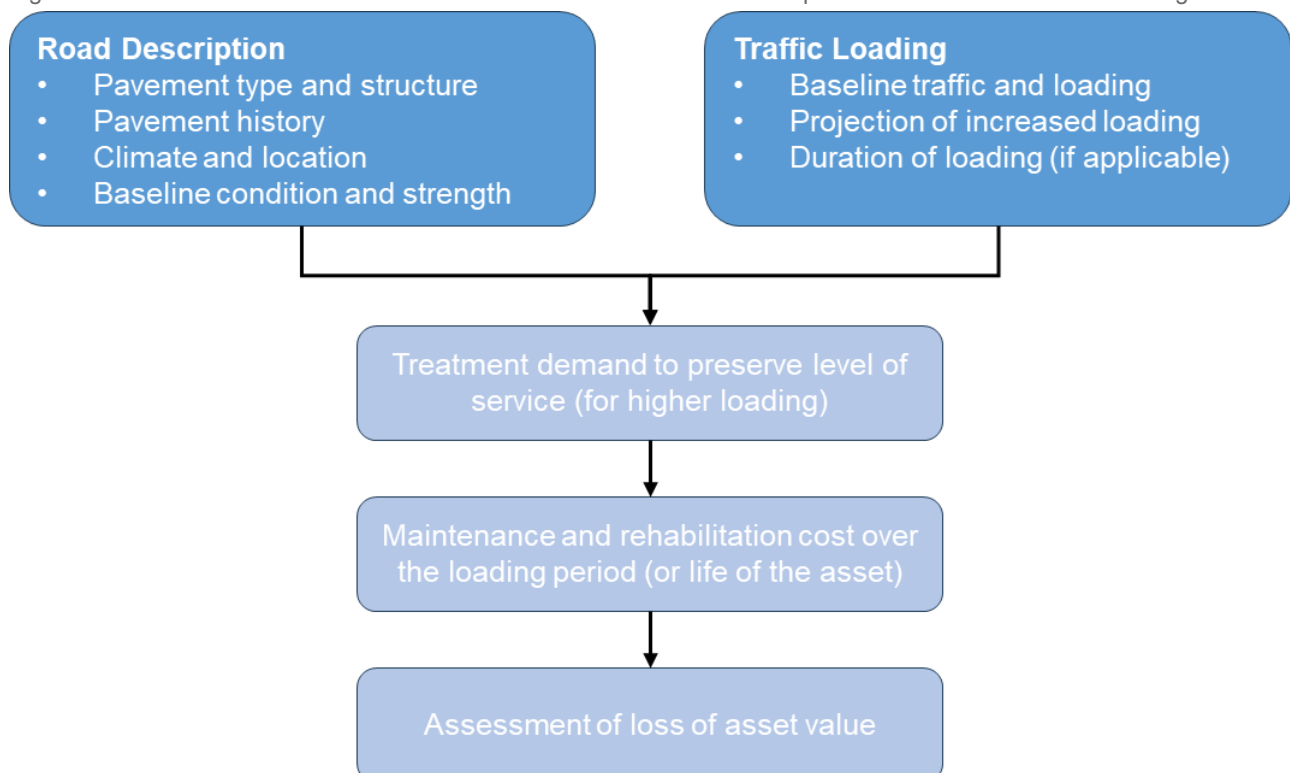 Road Description
• Pavement type and structure
• Pavement history
• Climate and location
• Baseline condition and strength
Traffic Loading
• Baseline traffic and loading
• Projection of increased loading
• Duration of loading (if applicable)
Treatment demand to preserve level of
service (for higher loading)
Maintenance and rehabilitation cost over
the loading period (or life of the asset)
Assessment of loss of asset value